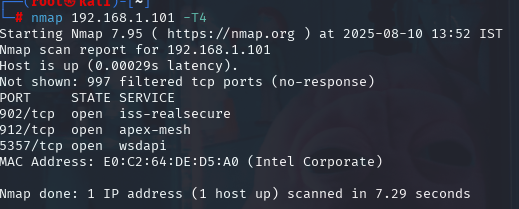 (root㉿kali)-[~]
# nmap 192.168.1.101 -T4
Starting Nmap 7.95 ( https://nmap.org ) at 2025-08-10 13:52 IST
Nmap scan report for 192.168.1.101
Host is up (0.00029s latency).
Not shown: 997 filtered tcp ports (no-response)
PORT     STATE SERVICE
902/tcp  open  iss-realsecure
912/tcp  open  apex-mesh
5357/tcp open  wsdapi
MAC Address: E0:C2:64:DE:D5:A0 (Intel Corporate)
Nmap done: 1 IP address (1 host up) scanned in 7.29 seconds